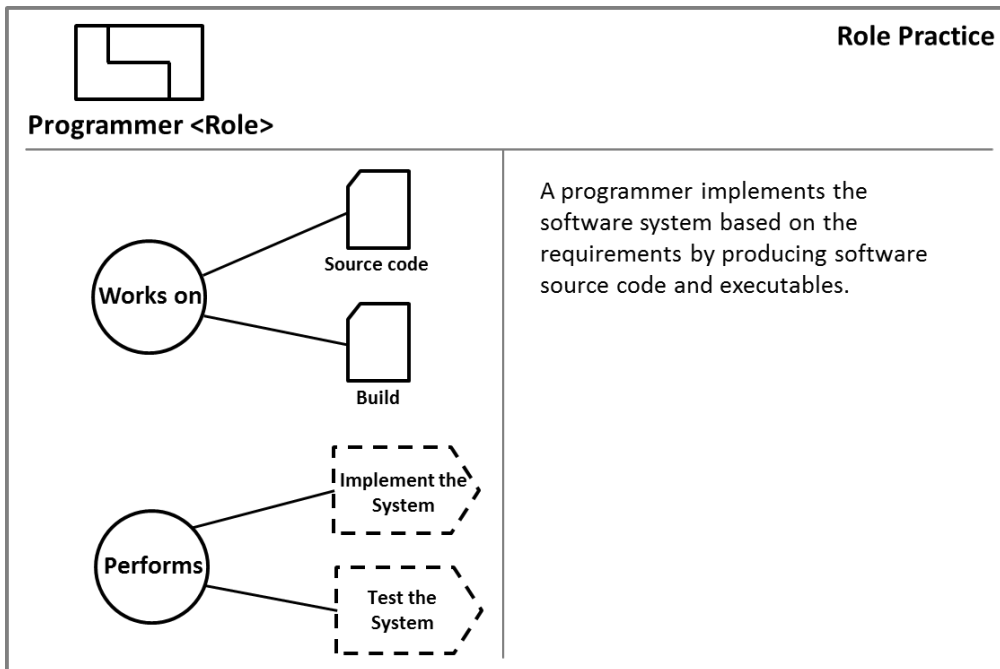 Role Practice
Programmer <Role>
Works on
Source code
Build
Performs
Implement the
System
Test the
System
A programmer implements the
software system based on the
requirements by producing software
source code and executables.